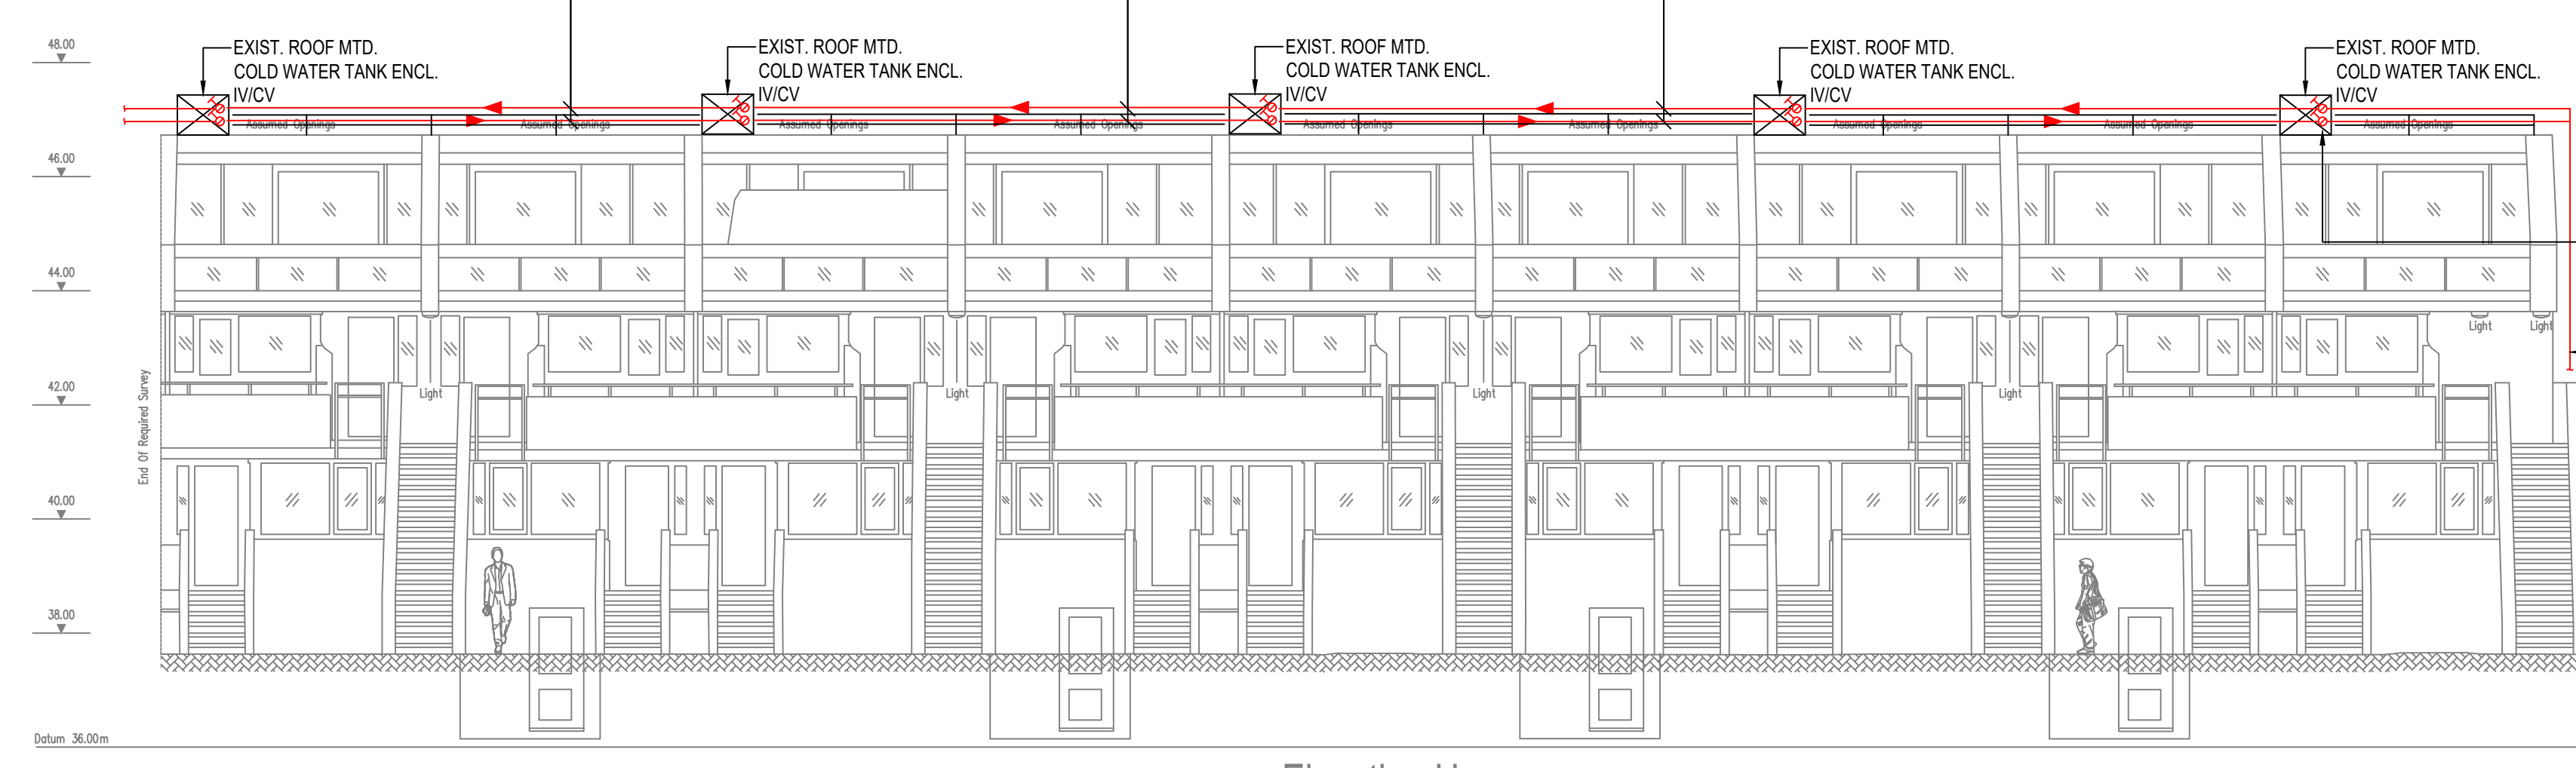 48.00
EXIST. ROOF MTD.
COLD WATER TANK ENCL.
IV/CV
EXIST. ROOF MTD.
COLD WATER TANK ENCL.
IV/CV
EXIST. ROOF MTD.
COLD WATER TANK ENCL.
IV/CV
EXIST. ROOF MTD.
COLD WATER TANK ENCL.
IV/CV
EXIST. ROOF MTD.
COLD WATER TANK ENCL.
IV/CV
Assumed Openings
Assumed Openings
Assumed Openings
Assumed Openings
Assumed Openings
Assumed Openings
Assumed Openings
Assumed Openings
Assumed Openings
46.00
44.00
Light
Light
42.00
Light
Light
Light
Light
End Of Required Survey
40.00
38.00
Datum 36.00m